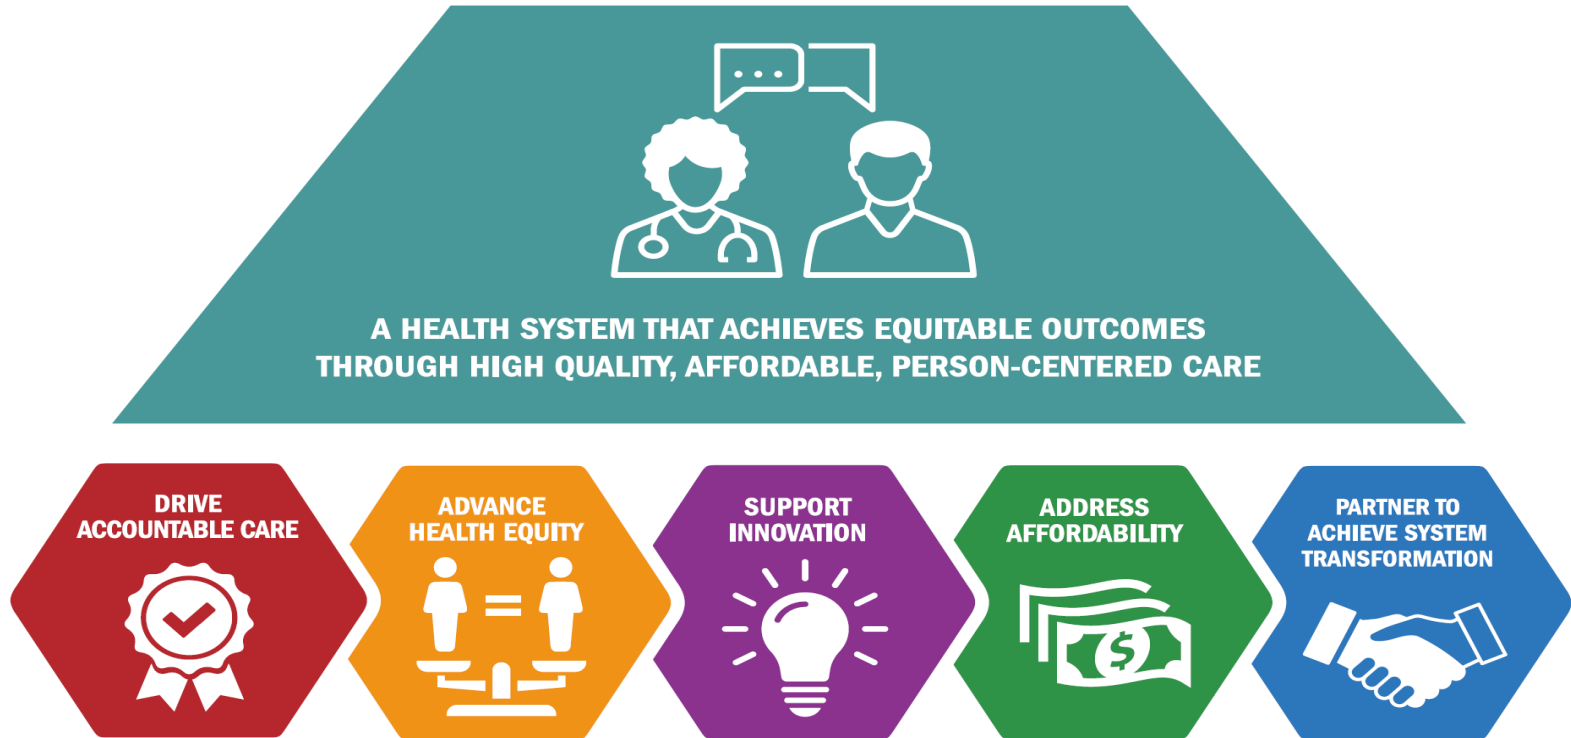 A HEALTH SYSTEM THAT ACHIEVES EQUITABLE OUTCOMES
THROUGH HIGH QUALITY, AFFORDABLE, PERSON-CENTERED CARE
DRIVE
ACCOUNTABLE CARE
ADVANCE
HEALTH EQUITY
=
SUPPORT
INNOVATION
ADDRESS
AFFORDABILITY
$
PARTNER TO
ACHIEVE SYSTEM
TRANSFORMATION